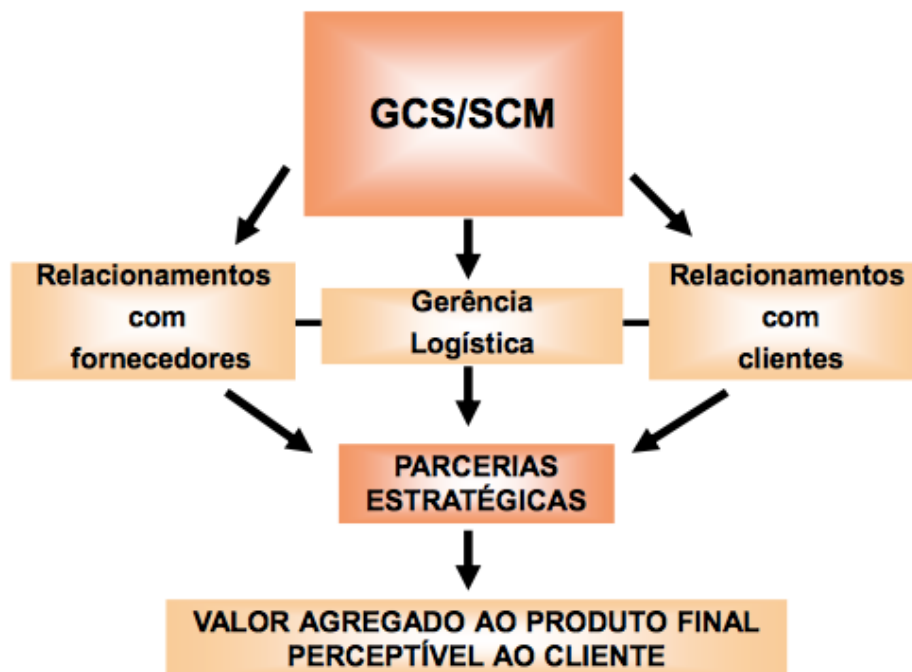 GCS/SCM
Relacionamentos
com
fornecedores
Gerência
Logística
Relacionamentos
com
clientes
PARCERIAS
ESTRATÉGICAS
VALOR AGREGADO AO PRODUTO FINAL
PERCEPTÍVEL AO CLIENTE